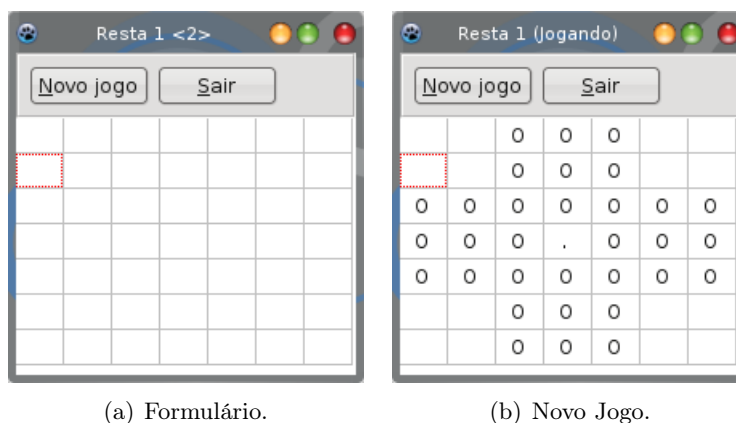 Resta 1 <2>
Novo jogo Sair
(a) Formulário.
Resta 1 (Jogando)
Novo jogo Sair
O O O
O O O
O O O O O O O
O O O . O O O
O O O O O O O
O O O
O O O
(b) Novo Jogo.